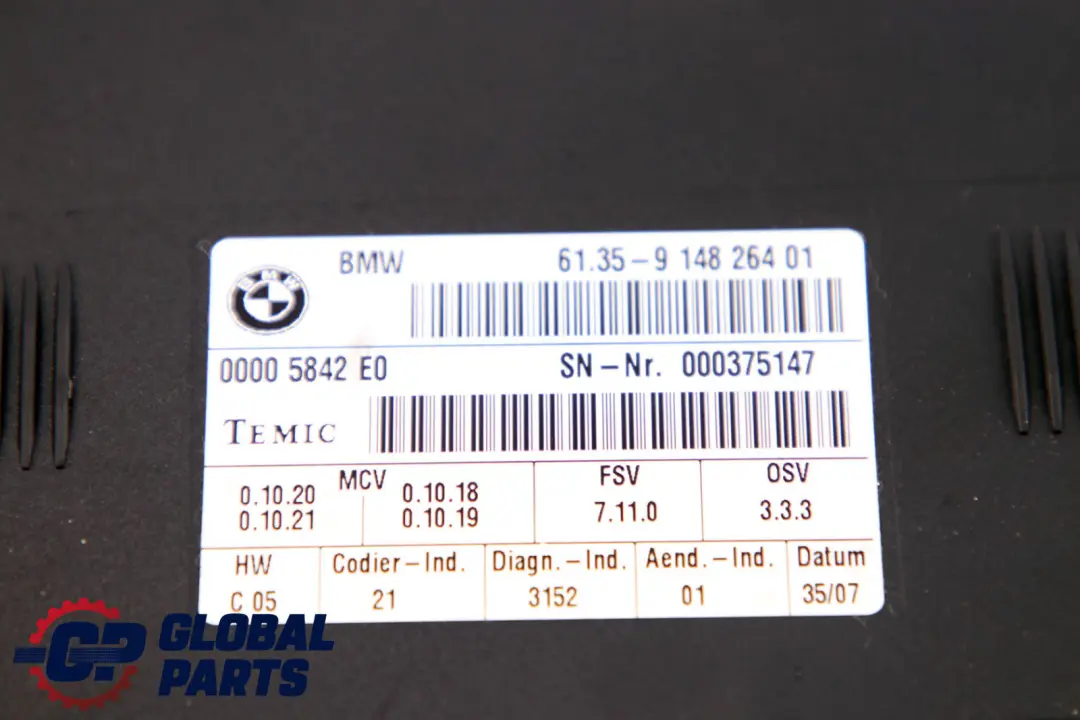 BMW 61.35-9 148 264 01
BMW
0000 5842 E0 SN-Nr. 000375147
TEMIC
MCV FSV OSV
0.10.20 0.10.18 7.11.0 3.3.3
0.10.21 0.10.19
HW Codier-Ind. Diagn.-Ind. Aend.-Ind. Datum
C 05 21 3152 01 35/07
GP GLOBAL
PARTS